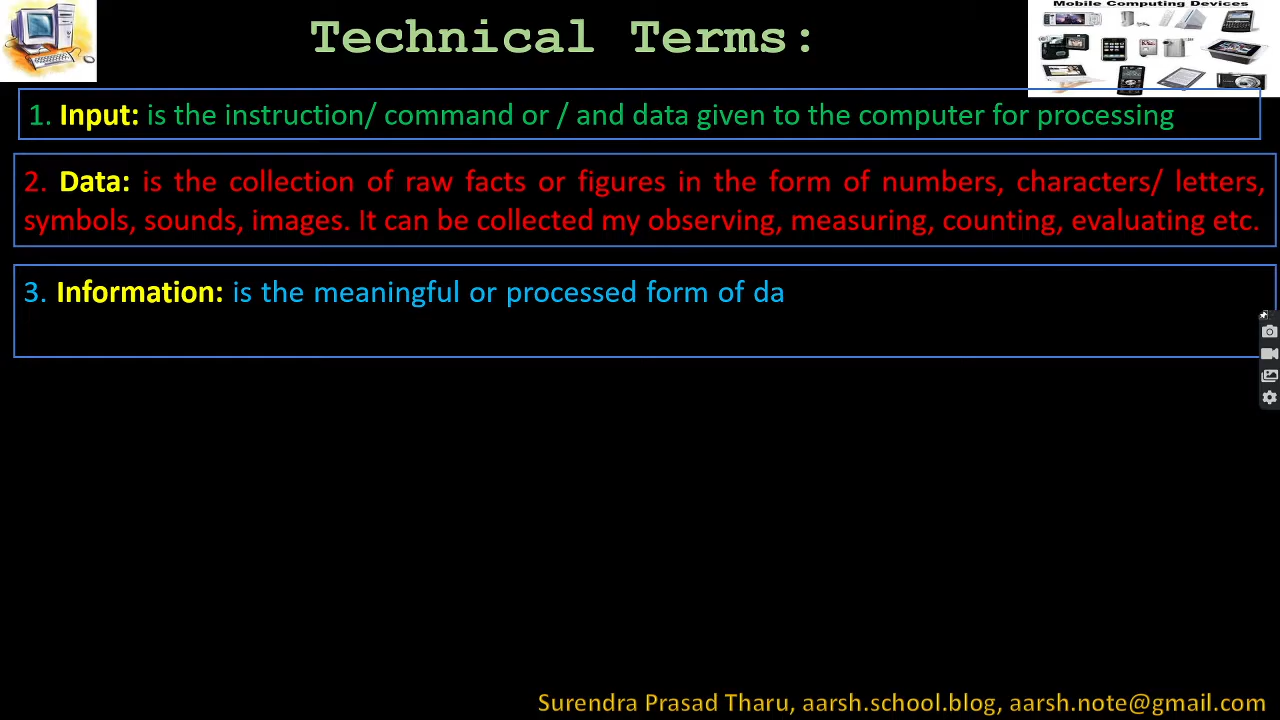 Technical Terms:
Mobile Computing Devices
1. Input: is the instruction/ command or / and data given to the computer for processing
2. Data: is the collection of raw facts or figures in the form of numbers, characters/ letters,
symbols, sounds, images. It can be collected my observing, measuring, counting, evaluating etc.
3. Information: is the meaningful or processed form of da
Surendra Prasad Tharu, aarsh.school.blog, aarsh.note@gmail.com